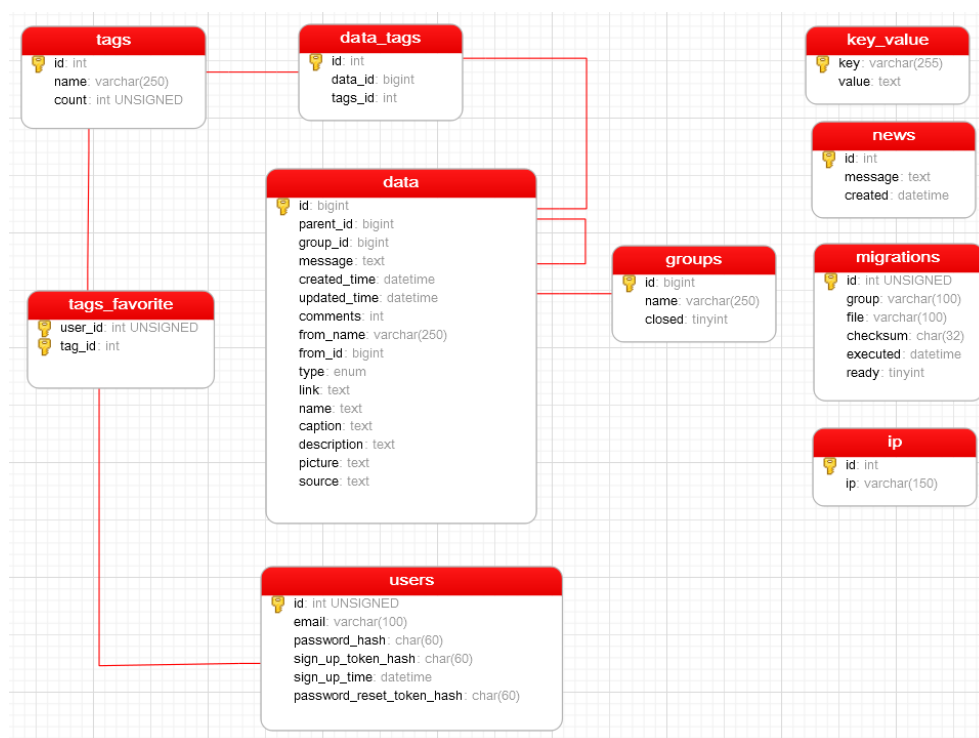 tags
id: int
name: varchar(250)
count: int UNSIGNED
data_tags
id: int
data_id: bigint
tags_id: int
key_value
key: varchar(255)
value: text
news
id: int
message: text
created: datetime
data
id: bigint
parent_id: bigint
group_id: bigint
message: text
created_time: datetime
updated_time: datetime
comments: int
from_name: varchar(250)
from_id: bigint
type: enum
link: text
name: text
caption: text
description: text
picture: text
source: text
groups
id: bigint
name: varchar(250)
closed: tinyint
migrations
id: int UNSIGNED
group: varchar(100)
file: varchar(100)
checksum: char(32)
executed: datetime
ready: tinyint
tags_favorite
user_id: int UNSIGNED
tag_id: int
ip
id: int
ip: varchar(150)
users
id: int UNSIGNED
email: varchar(100)
password_hash: char(60)
sign_up_token_hash: char(60)
sign_up_time: datetime
password_reset_token_hash: char(60)